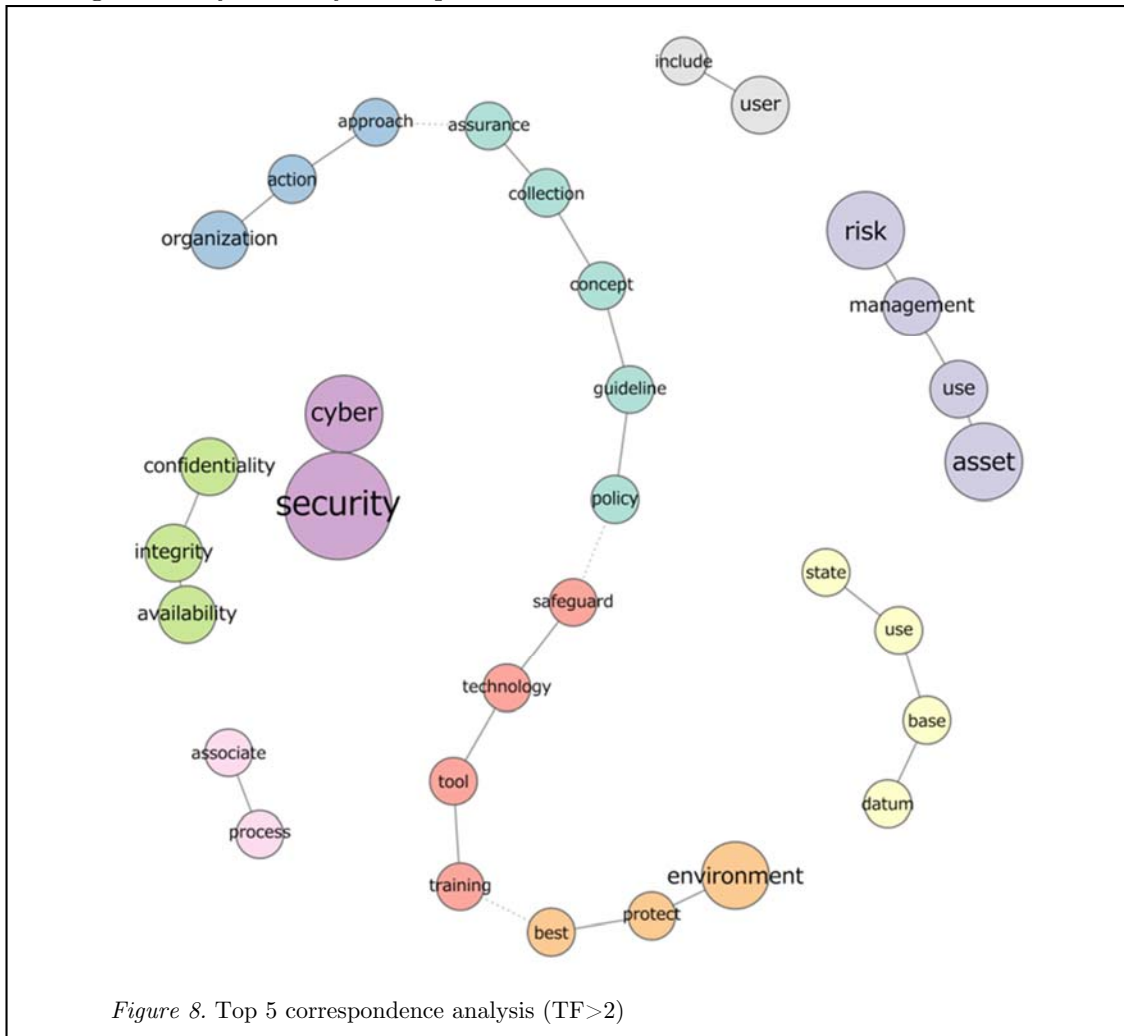 include
user
approach
assurance
action
collection
organization
risk
concept
management
guideline
use
cyber
confidentiality
asset
security
policy
integrity
state
safeguard
availability
use
technology
base
associate
tool
datum
process
environment
training
protect
best
Figure 8. Top 5 correspondence analysis (TF>2)